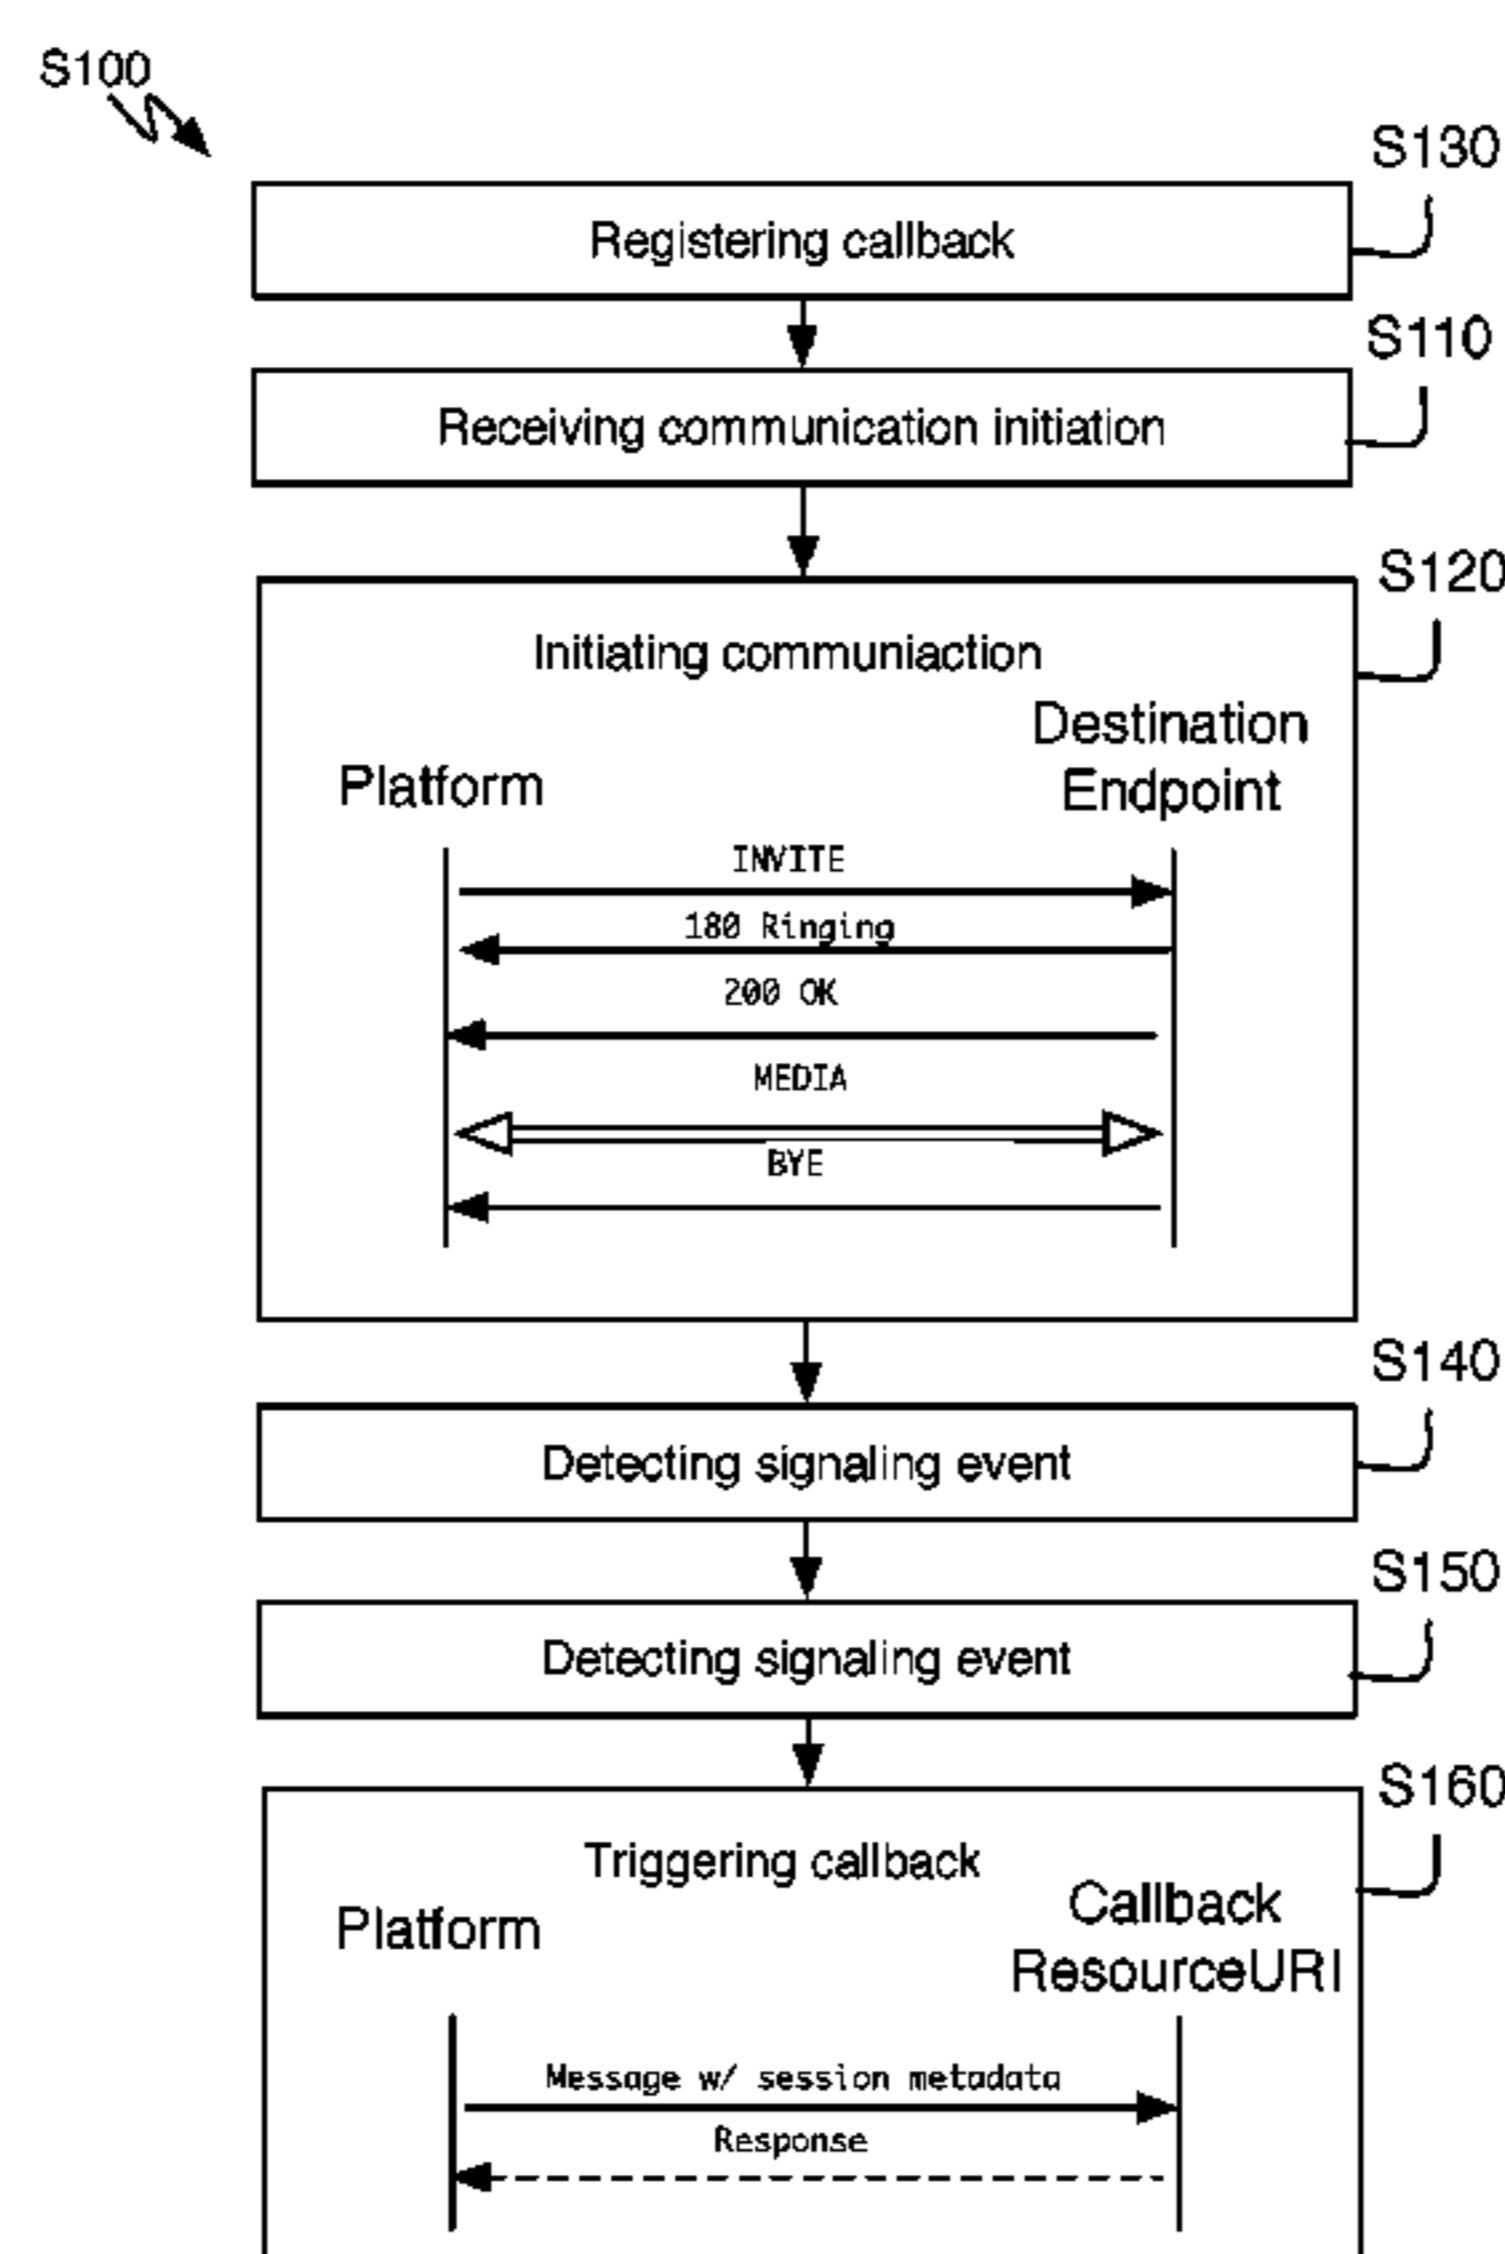 S100
S130
Registering callback
S110
Receiving communication initiation
S120
Initiating communiaction
Destination
Endpoint
Platform
INVITE
180 Ringing
200 OK
MEDIA
BYE
S140
Detecting signaling event
S150
Detecting signaling event
S160
Triggering callback
Callback
ResourceURI
Platform
Message w/ session metadata
Response